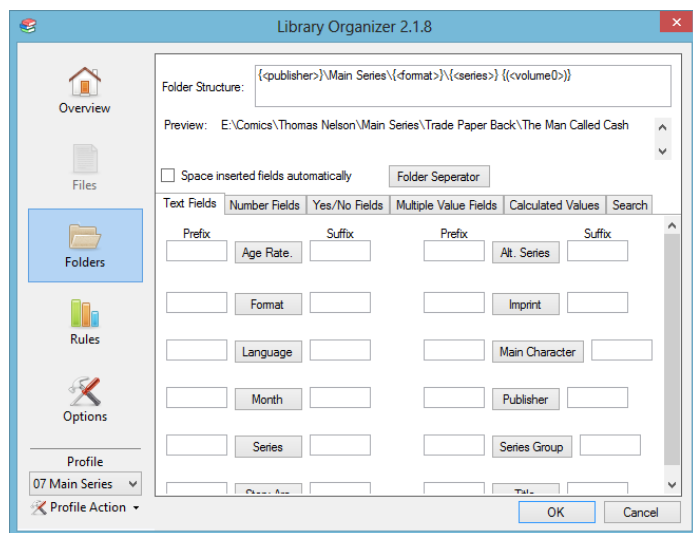 Library Organizer 2.1.8
Overview
Files
Folders
Rules
Options
Profile
07 Main Series
Profile Action
Folder Structure:
{<publisher>}\Main Series\{<format>}\{<series>} {(<volume0>)}
Preview: E:\Comics\Thomas Nelson\Main Series\Trade Paper Back\The Man Called Cash
Space inserted fields automatically
Folder Seperator
Text Fields Number Fields Yes/No Fields Multiple Value Fields Calculated Values Search
Prefix Suffix Prefix Suffix
Age Rate. Alt. Series
Format Imprint
Language Main Character
Month Publisher
Series Series Group
Story Arc Title
OK Cancel